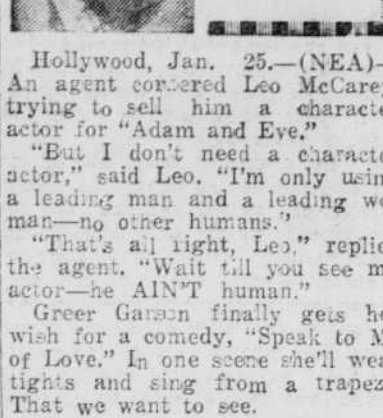 Hollywood, Jan. 25.—(NEA)—
An agent cornered Leo McCarey
trying to sell him a characte
actor for "Adam and Eve."
"But I don't need a characte
actor," said Leo. "I'm only usin
a leading man and a leading wo
man—no other humans."
"That's all right, Leo," replie
the agent. "Wait till you see m
actor—he AIN'T human."
Greer Garson finally gets he
wish for a comedy, "Speak to M
of Love." In one scene she'll wea
tights and sing from a trapez
That we want to see.